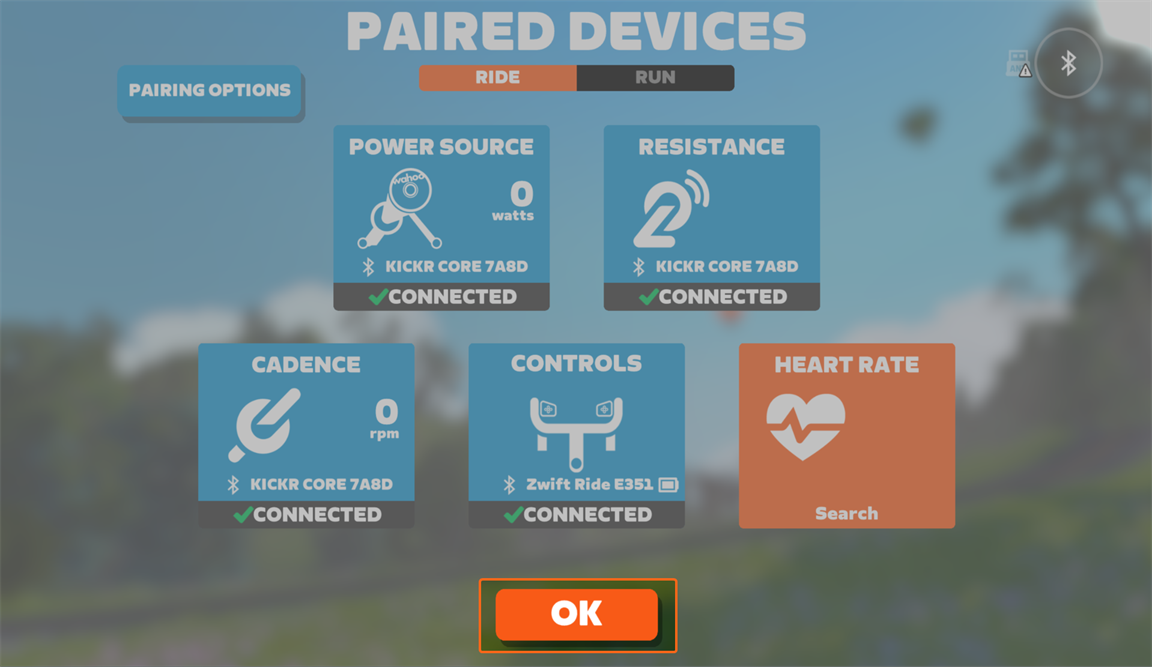 PAIRED DEVICES
RIDE
RUN
PAIRING OPTIONS
POWER SOURCE
wahoo
0
watts
KICKR CORE 7A8D
CONNECTED
RESISTANCE
KICKR CORE 7A8D
CONNECTED
CADENCE
0
rpm
KICKR CORE 7A8D
CONNECTED
CONTROLS
Zwift Ride E351
CONNECTED
HEART RATE
Search
OK